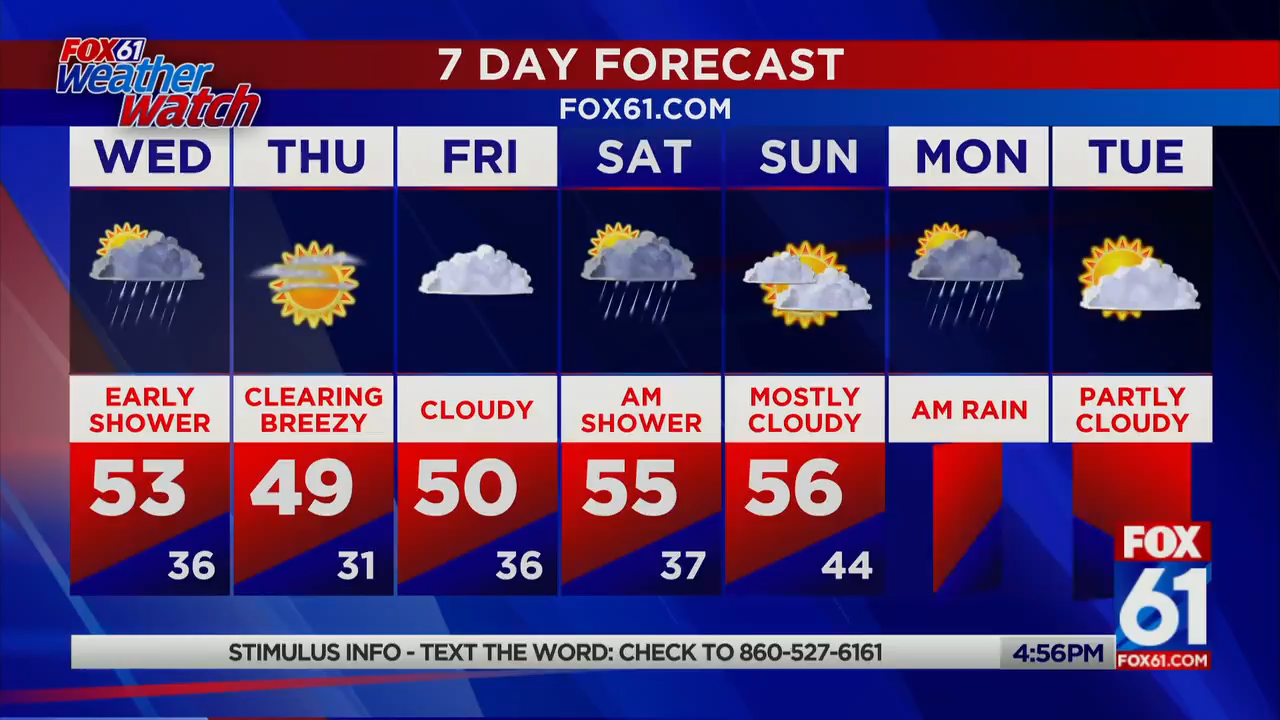 FOX61
Weather
Watch
7 DAY FORECAST
FOX61.COM
WED THU FRI SAT SUN MON TUE
EARLY
SHOWER
CLEARING
BREEZY
CLOUDY
AM
SHOWER
MOSTLY
CLOUDY
AM RAIN
PARTLY
CLOUDY
53 49 50 55 56
36 31 36 37 44
STIMULUS INFO - TEXT THE WORD: CHECK TO 860-527-6161
4:56PM
FOX
61
FOX61.COM